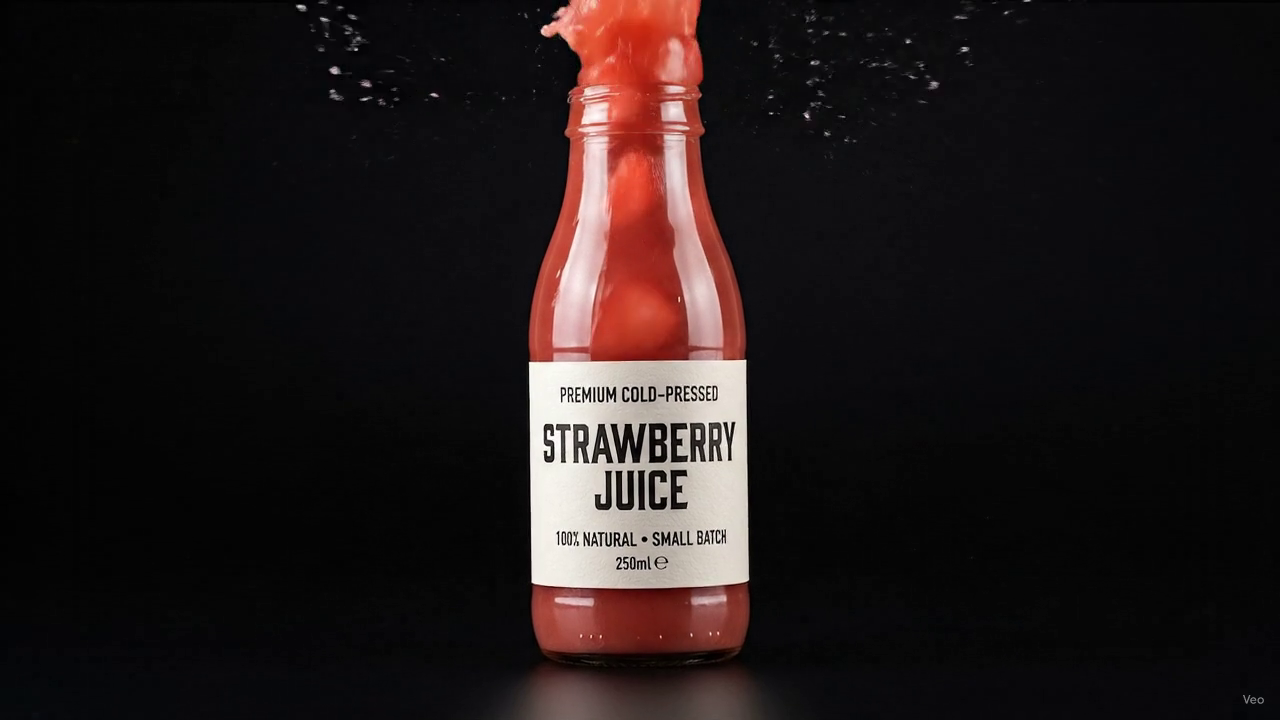 PREMIUM COLD-PRESSED
STRAWBERRY
JUICE
100% NATURAL • SMALL BATCH
250ml ℮
Veo